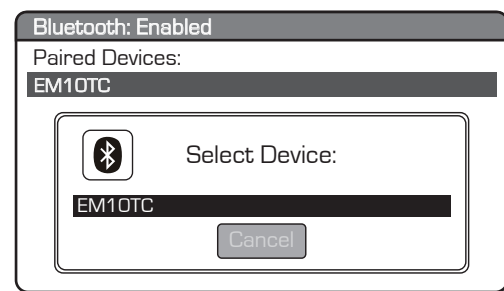 Bluetooth: Enabled
Paired Devices:
EM10TC
Select Device:
EM10TC
Cancel